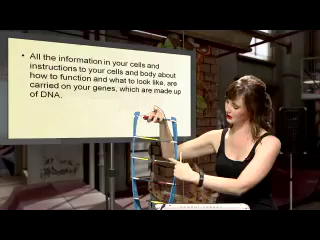 • All the information in your cells and
instructions to your cells and body about
how to function and what to look like, are
carried on your genes, which are made up
of DNA.